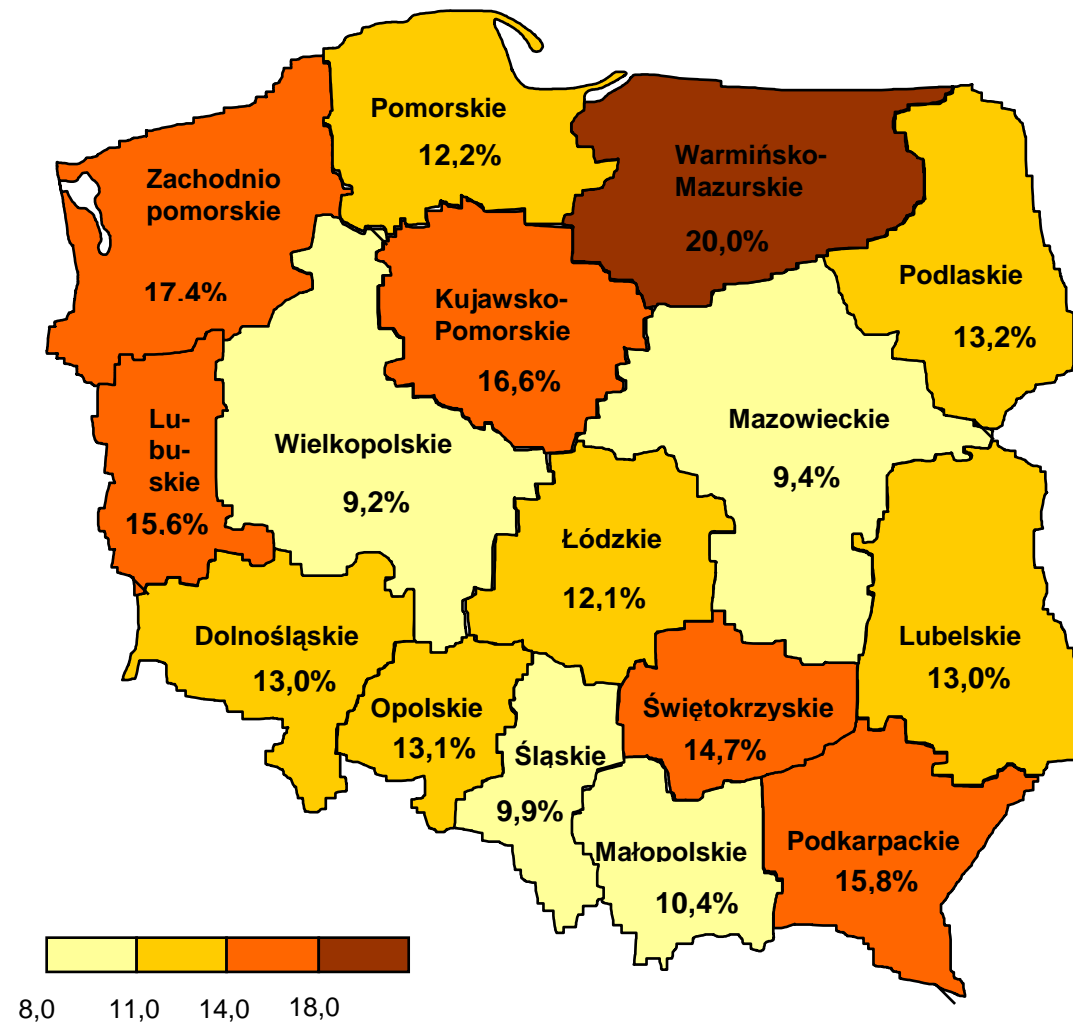 Pomorskie
12,2%
Warmińsko-
Mazurskie
20,0%
Zachodnio
pomorskie
17,4%
Podlaskie
13,2%
Kujawsko-
Pomorskie
16,6%
Lu-
bu-
skie
15,6%
Wielkopolskie
9,2%
Mazowieckie
9,4%
Łódzkie
12,1%
Dolnośląskie
13,0%
Lubelskie
13,0%
Opolskie
13,1%
Śląskie
9,9%
Świętokrzyskie
14,7%
Małopolskie
10,4%
Podkarpackie
15,8%
8,0 11,0 14,0 18,0